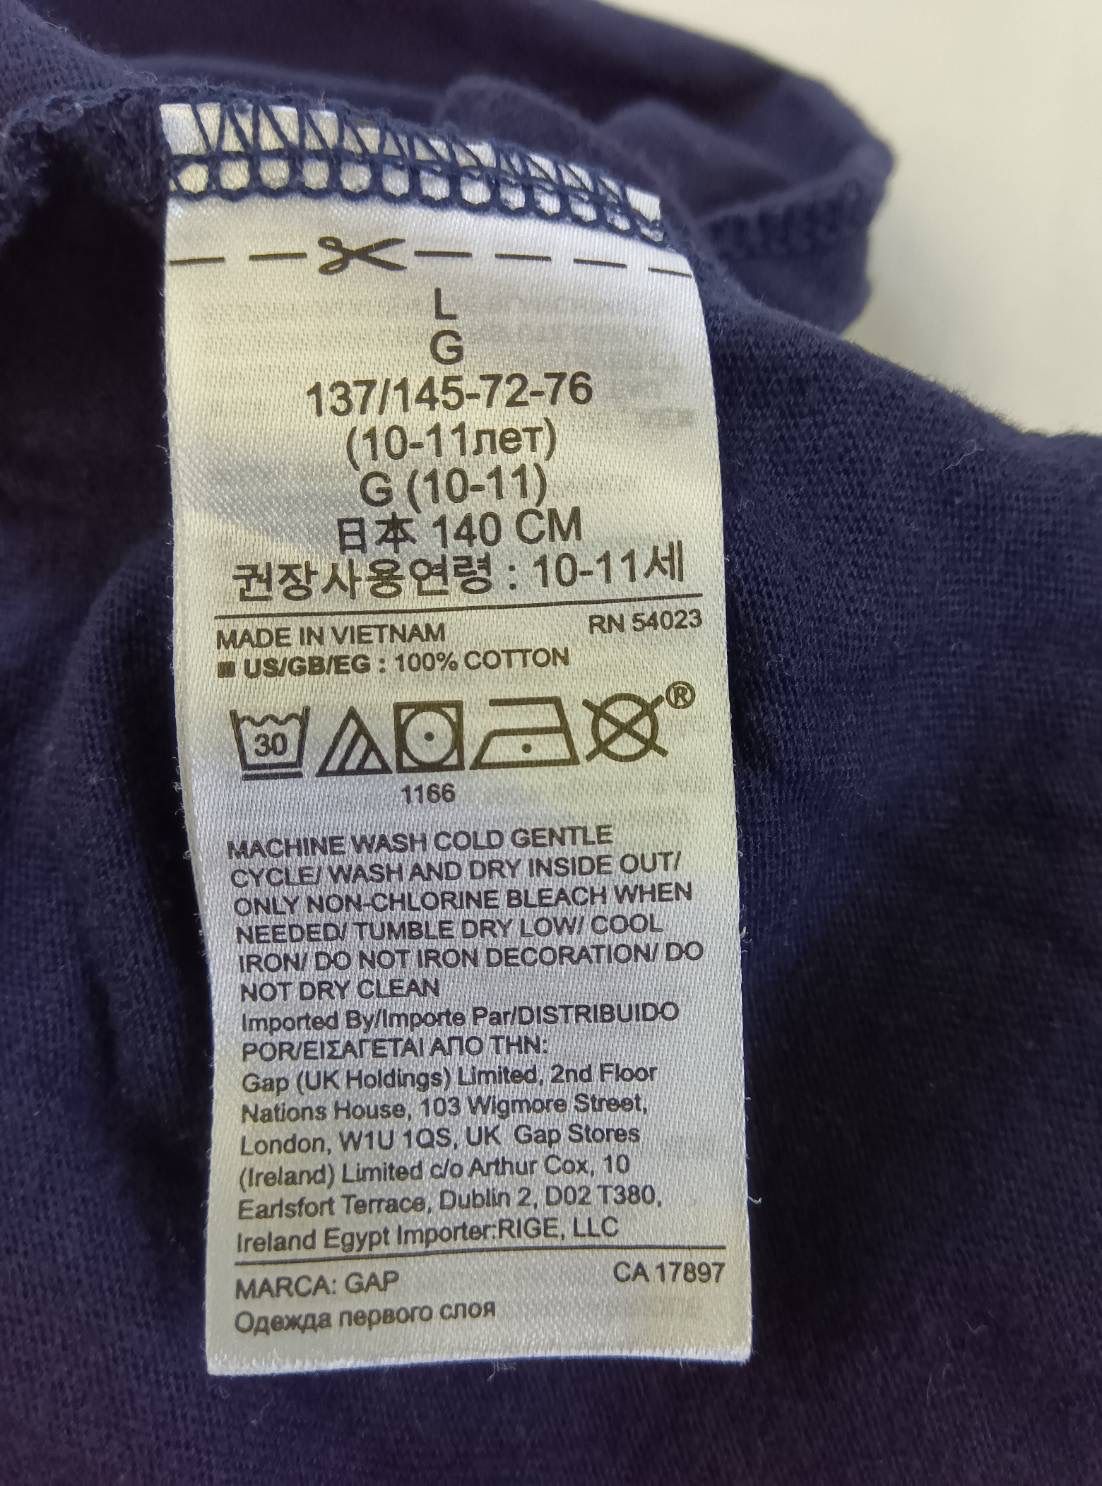 L
G
137/145-72-76
(10-11лет)
G (10-11)
日本 140 CM
권장사용연령 : 10-11세
MADE IN VIETNAM RN 54023
US/GB/EG : 100% COTTON
30 ®
1166
MACHINE WASH COLD GENTLE
CYCLE/ WASH AND DRY INSIDE OUT/
ONLY NON-CHLORINE BLEACH WHEN
NEEDED/ TUMBLE DRY LOW/ COOL
IRON/ DO NOT IRON DECORATION/ DO
NOT DRY CLEAN
Imported By/Importe Par/DISTRIBUIDO
POR/ΕΙΣΑΓΕΤΑΙ ΑΠΟ ΤΗΝ:
Gap (UK Holdings) Limited, 2nd Floor
Nations House, 103 Wigmore Street,
London, W1U 1QS, UK Gap Stores
(Ireland) Limited c/o Arthur Cox, 10
Earlsfort Terrace, Dublin 2, D02 T380,
Ireland Egypt Importer:RIGE, LLC
MARCA: GAP CA 17897
Одежда первого слоя